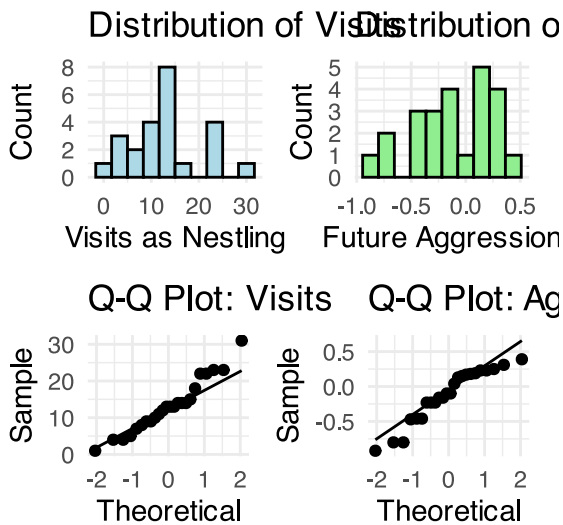 Distribution of Visits
Distribution o
Count
8
6
4
2
0
0 10 20 30
Visits as Nestling
Count
5
4
3
2
1
0
-1.0 -0.5 0.0 0.5
Future Aggression
Q-Q Plot: Visits
Q-Q Plot: Ag
Sample
30
20
10
0
-2 -1 0 1 2
Theoretical
Sample
0.5
0.0
-0.5
-2 -1 0 1 2
Theoretical